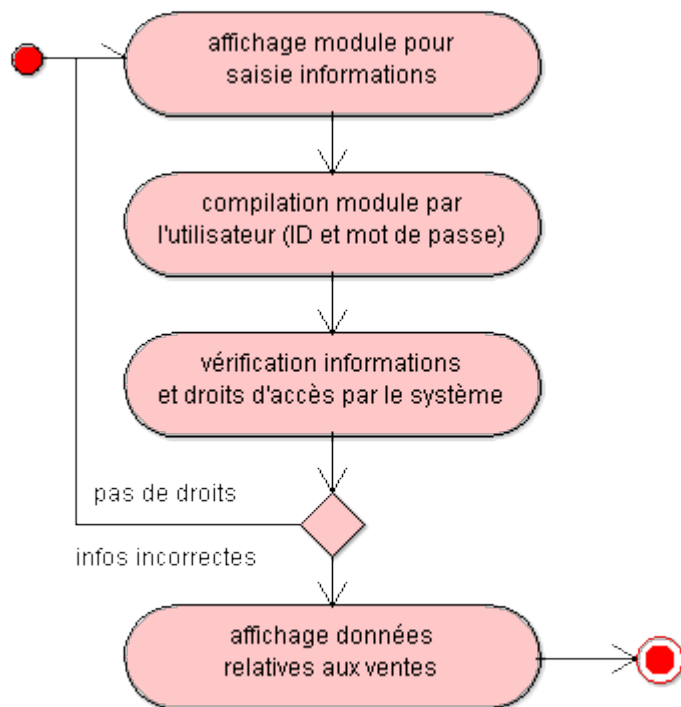 affichage module pour
saisie informations
compilation module par
l'utilisateur (ID et mot de passe)
vérification informations
et droits d'accès par le système
pas de droits
infos incorrectes
affichage données
relatives aux ventes